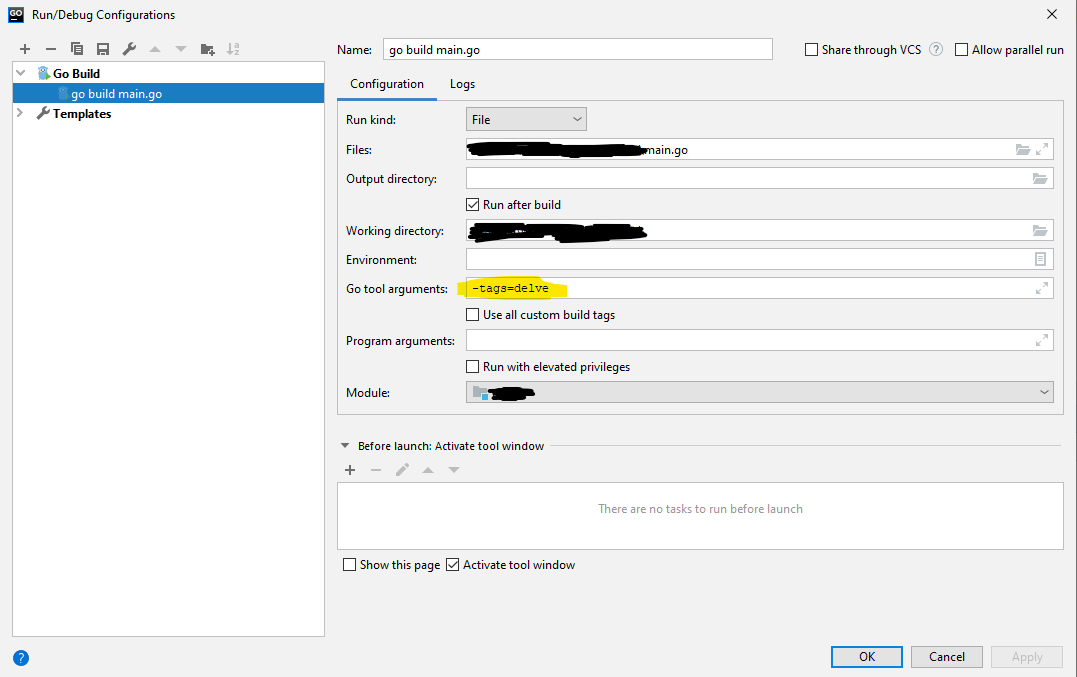 GO Run/Debug Configurations
Name: go build main.go Share through VCS ? Allow parallel run
Go Build
go build main.go
Templates
Configuration Logs
Run kind: File
Files: main.go
Output directory:
Run after build
Working directory:
Environment:
Go tool arguments: -tags=delve
Use all custom build tags
Program arguments:
Run with elevated privileges
Module:
Before launch: Activate tool window
There are no tasks to run before launch
Show this page Activate tool window
? OK Cancel Apply